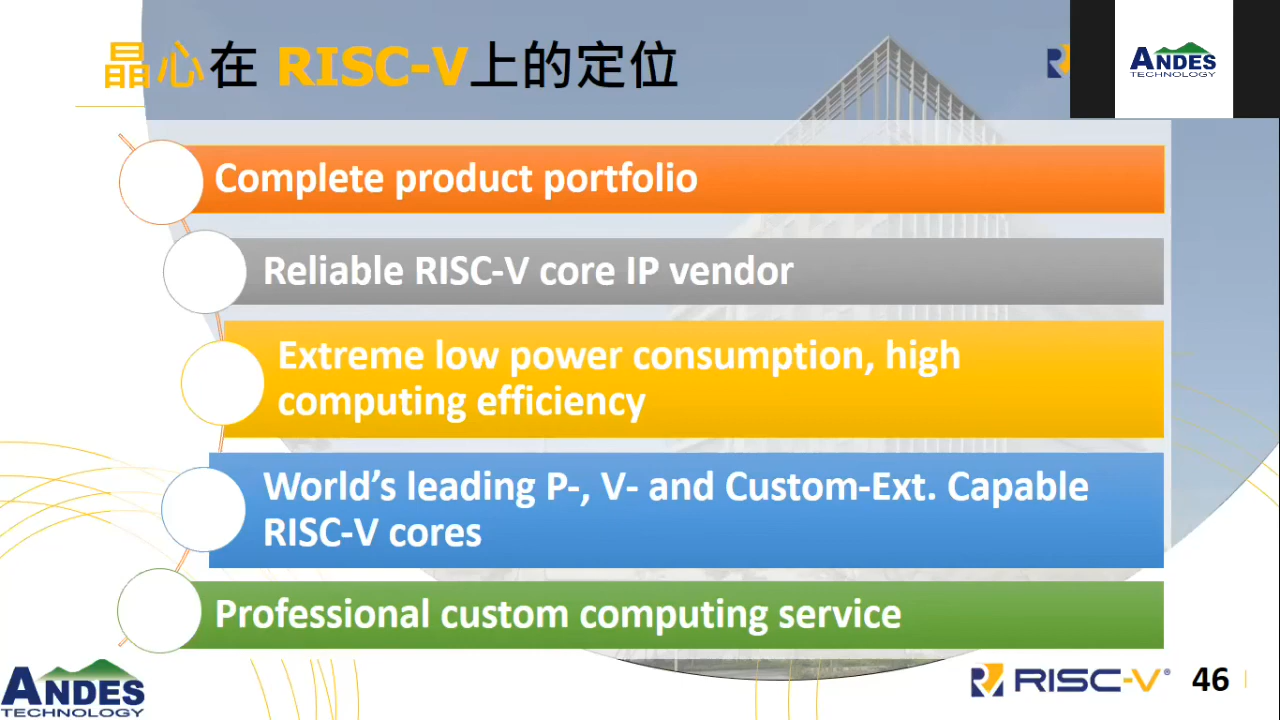 晶心在 RISC-V上的定位
ANDES
TECHNOLOGY
Complete product portfolio
Reliable RISC-V core IP vendor
Extreme low power consumption, high
computing efficiency
World's leading P-, V- and Custom-Ext. Capable
RISC-V cores
Professional custom computing service
ANDES
TECHNOLOGY
RISC-V® 46